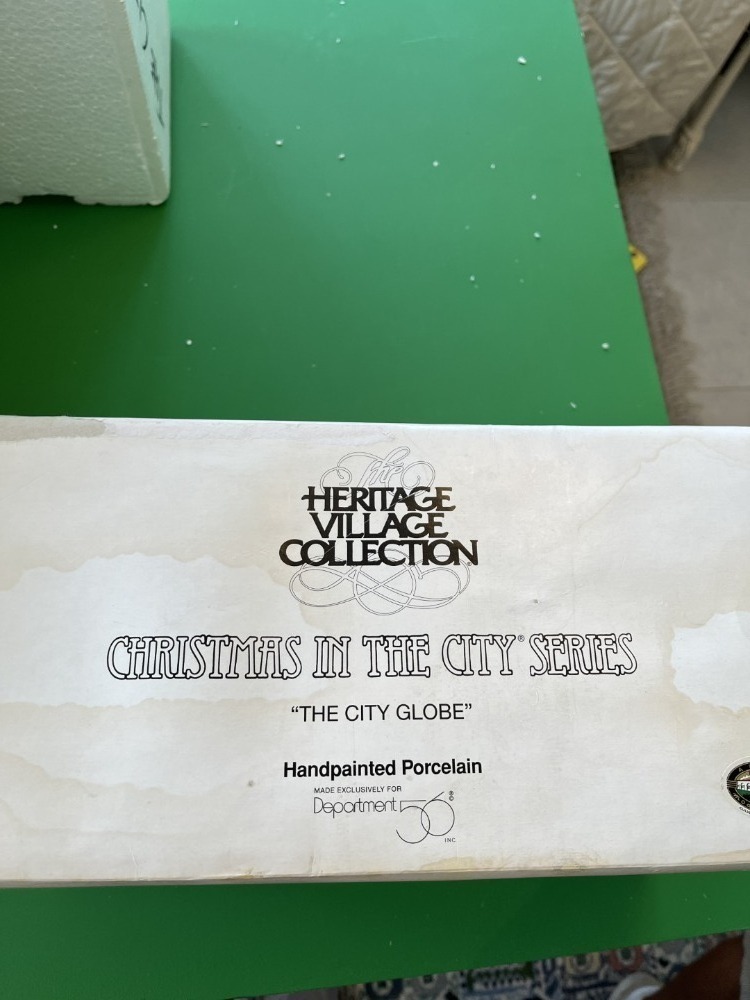 The
HERITAGE
VILLAGE
COLLECTION®
CHRISTMAS IN THE CITY® SERIES
"THE CITY GLOBE"
Handpainted Porcelain
MADE EXCLUSIVELY FOR
Department 56©
INC.